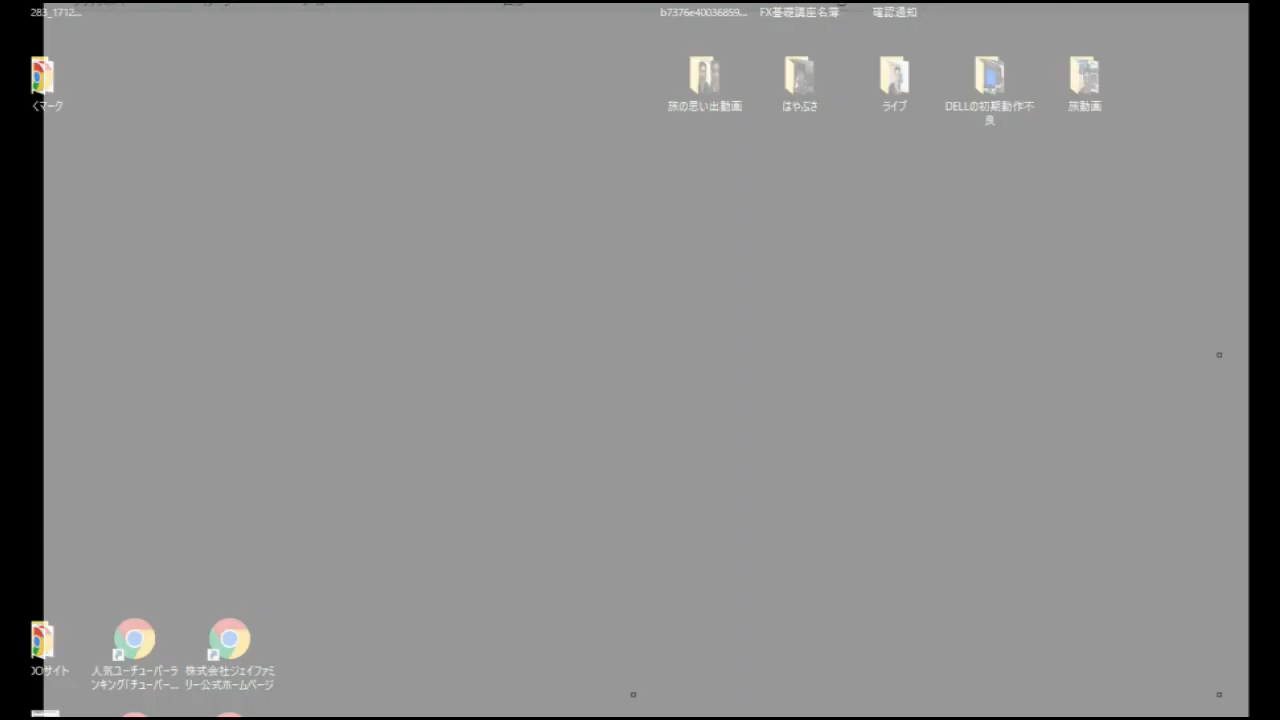 283_1712...
b7376e40036859...
FX基礎講座名簿
確認通知
くマーク
旅の思い出動画
はやぶさ
ライブ
DELLの初期動作不
良
旅動画
OOサイト
人気ユーチューバーラ
ンキング「チューバー...
株式会社ジェイファミ
リー公式ホームページ